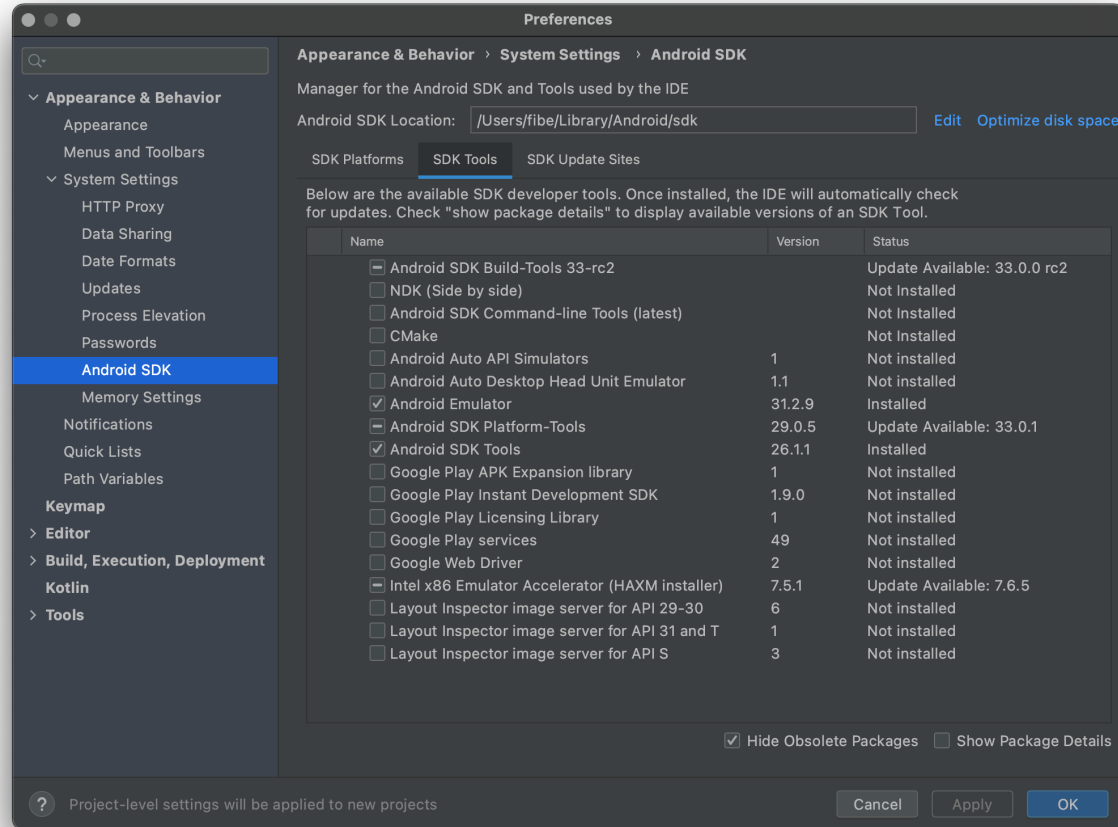 Preferences
Appearance & Behavior
Appearance
Menus and Toolbars
System Settings
HTTP Proxy
Data Sharing
Date Formats
Updates
Process Elevation
Passwords
Android SDK
Memory Settings
Notifications
Quick Lists
Path Variables
Keymap
Editor
Build, Execution, Deployment
Kotlin
Tools
Appearance & Behavior › System Settings › Android SDK
Manager for the Android SDK and Tools used by the IDE
Android SDK Location: /Users/fibe/Library/Android/sdk Edit Optimize disk space
SDK Platforms SDK Tools SDK Update Sites
Below are the available SDK developer tools. Once installed, the IDE will automatically check
for updates. Check "show package details" to display available versions of an SDK Tool.
Name Version Status
Android SDK Build-Tools 33-rc2 Update Available: 33.0.0 rc2
NDK (Side by side) Not Installed
Android SDK Command-line Tools (latest) Not Installed
CMake Not Installed
Android Auto API Simulators 1 Not installed
Android Auto Desktop Head Unit Emulator 1.1 Not installed
Android Emulator 31.2.9 Installed
Android SDK Platform-Tools 29.0.5 Update Available: 33.0.1
Android SDK Tools 26.1.1 Installed
Google Play APK Expansion library 1 Not installed
Google Play Instant Development SDK 1.9.0 Not installed
Google Play Licensing Library 1 Not installed
Google Play services 49 Not installed
Google Web Driver 2 Not installed
Intel x86 Emulator Accelerator (HAXM installer) 7.5.1 Update Available: 7.6.5
Layout Inspector image server for API 29-30 6 Not installed
Layout Inspector image server for API 31 and T 1 Not installed
Layout Inspector image server for API S 3 Not installed
Hide Obsolete Packages Show Package Details
? Project-level settings will be applied to new projects
Cancel Apply OK